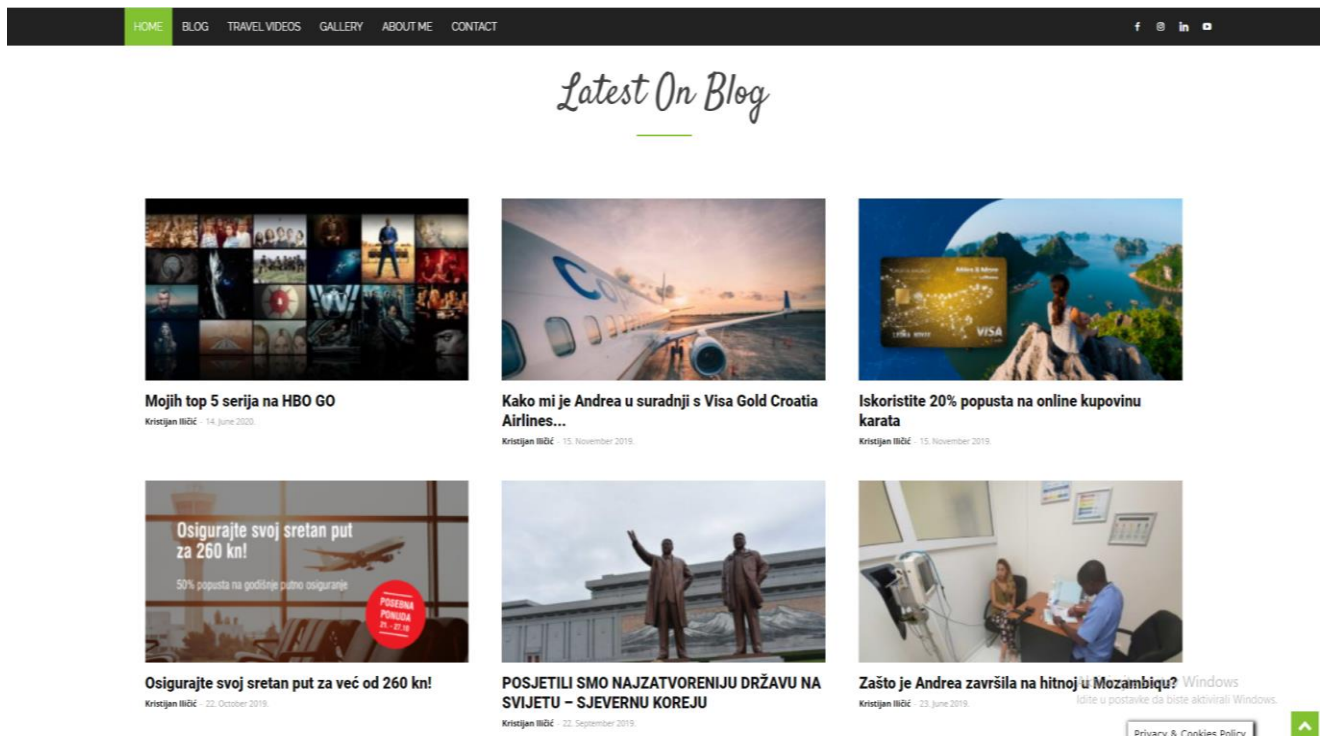 HOME BLOG TRAVEL VIDEOS GALLERY ABOUT ME CONTACT
Latest On Blog
Mojih top 5 serija na HBO GO
Kristijan Iličić - 14. June 2020.
Kako mi je Andrea u suradnji s Visa Gold Croatia
Airlines...
Kristijan Iličić - 15. November 2019.
VISA
Iskoristite 20% popusta na online kupovinu
karata
Kristijan Iličić - 15. November 2019.
Osigurajte svoj sretan put
za 260 kn!
50% popusta na godišnje putno osiguranje
POSEBNA
PONUDA
21. - 27.10
Osigurajte svoj sretan put za već od 260 kn!
Kristijan Iličić - 22. October 2019.
POSJETILI SMO NAJZATVORENIJU DRŽAVU NA
SVIJETU – SJEVERNU KOREJU
Kristijan Iličić - 22. September 2019.
Zašto je Andrea završila na hitnoj u Mozambiqu?
Kristijan Iličić - 23. June 2019.
Windows
Idite u postavke da biste aktivirali Windows.
Privacy & Cookies Policy